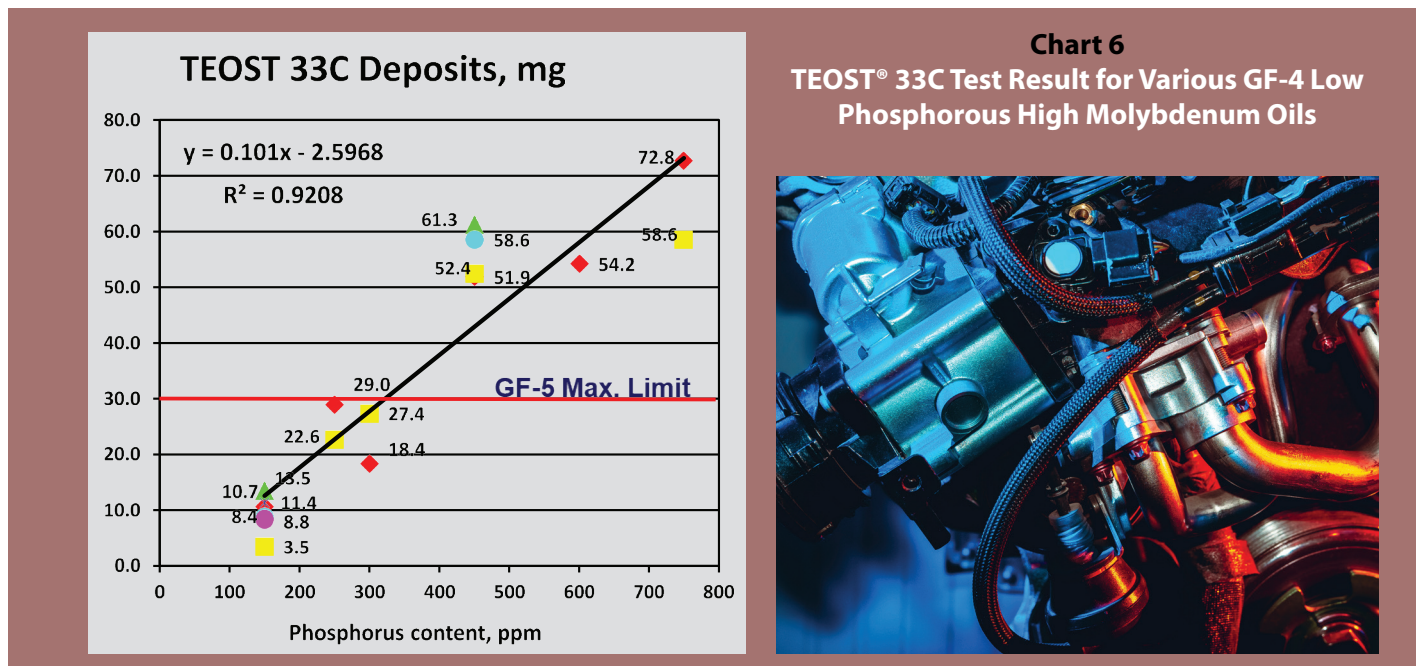 TEOST 33C Deposits, mg
80.0
70.0
60.0
50.0
40.0
30.0
20.0
10.0
0.0
y = 0.101x - 2.5968
R² = 0.9208
72.8
61.3
58.6
58.6
52.4
51.9
54.2
29.0
GF-5 Max. Limit
27.4
22.6
18.4
13.5
10.7
11.4
8.4
8.8
3.5
0 100 200 300 400 500 600 700 800
Phosphorus content, ppm
Chart 6
TEOST® 33C Test Result for Various GF-4 Low
Phosphorous High Molybdenum Oils